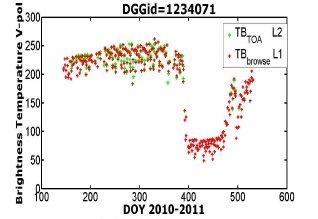 DGGid=1234071
Brightness Temperature V-pol
300
250
200
150
100
50
0
TB_TOA L2
TB_browse L1
100 200 300 400 500 600
DOY 2010-2011